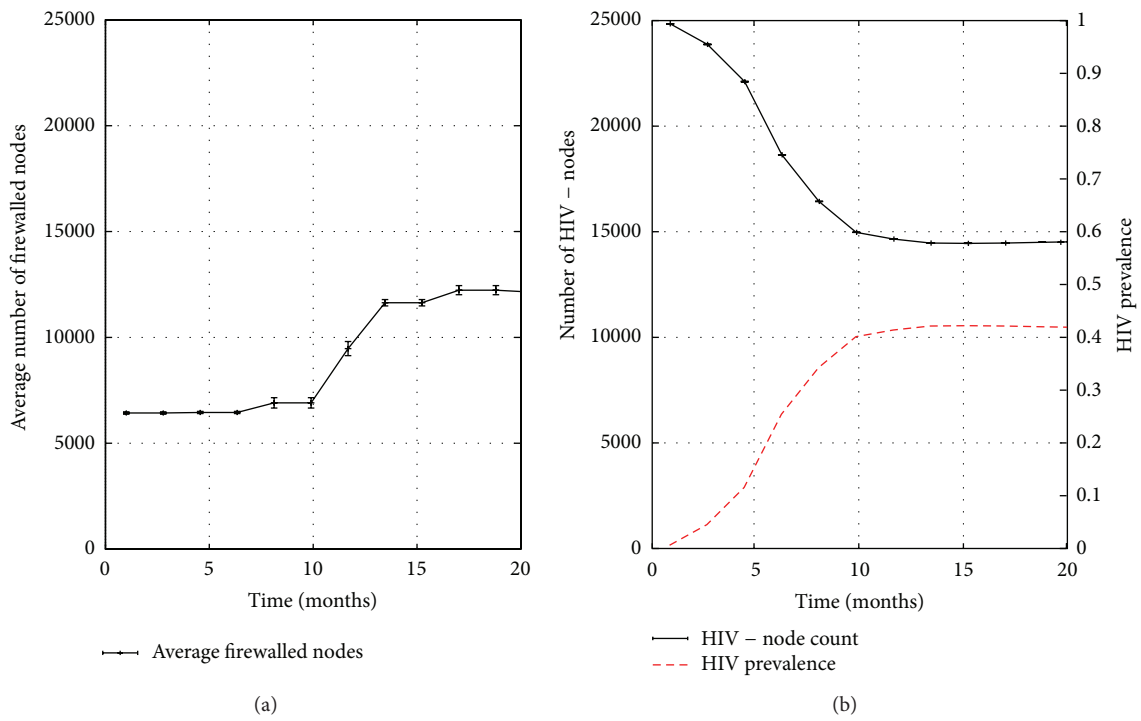 25000
20000
15000
10000
5000
0
Average number of firewalled nodes
0 5 10 15 20
Time (months)
Average firewalled nodes
(a)
25000
20000
15000
10000
5000
0
Number of HIV – nodes
1
0.9
0.8
0.7
0.6
0.5
0.4
0.3
0.2
0.1
0
HIV prevalence
0 5 10 15 20
Time (months)
HIV – node count
HIV prevalence
(b)